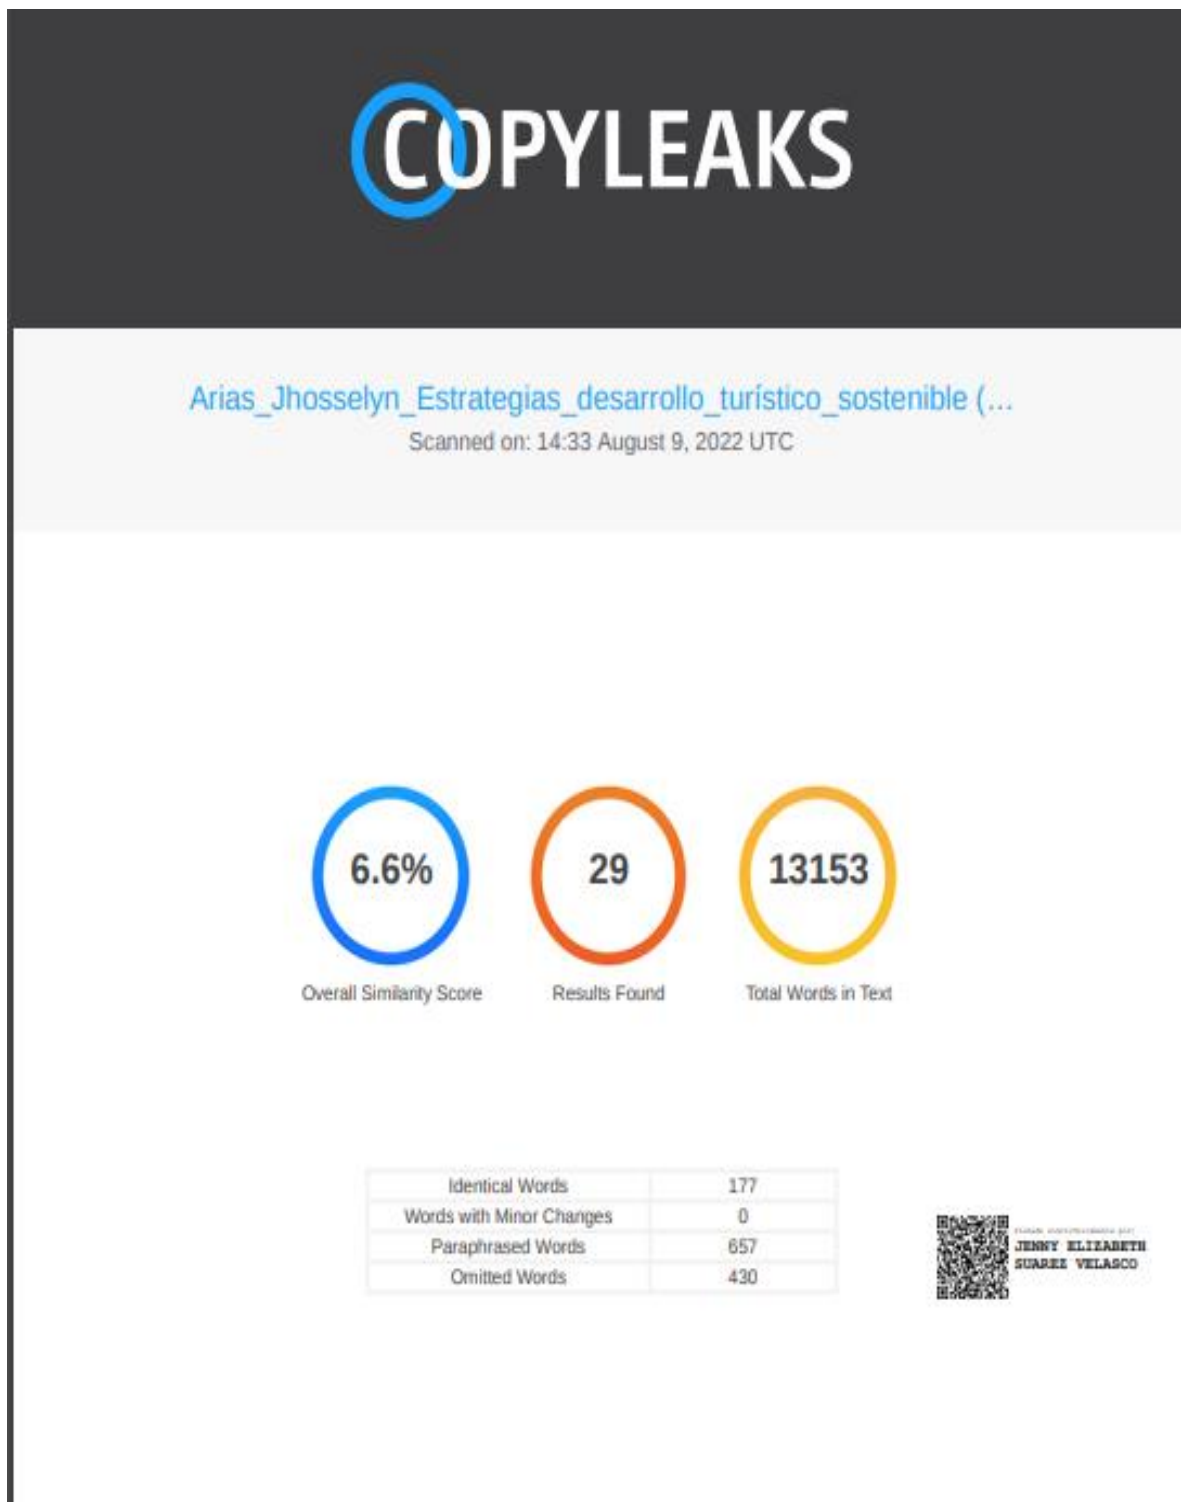 COPYLEAKS
Arias_Jhosselyn_Estrategias_desarrollo_turístico_sostenible (...
Scanned on: 14:33 August 9, 2022 UTC
6.6%
29
13153
Overall Similarity Score
Results Found
Total Words in Text
Identical Words 177
Words with Minor Changes 0
Paraphrased Words 657
Omitted Words 430
JENNY ELIZABETH
SUAREZ VELASCO